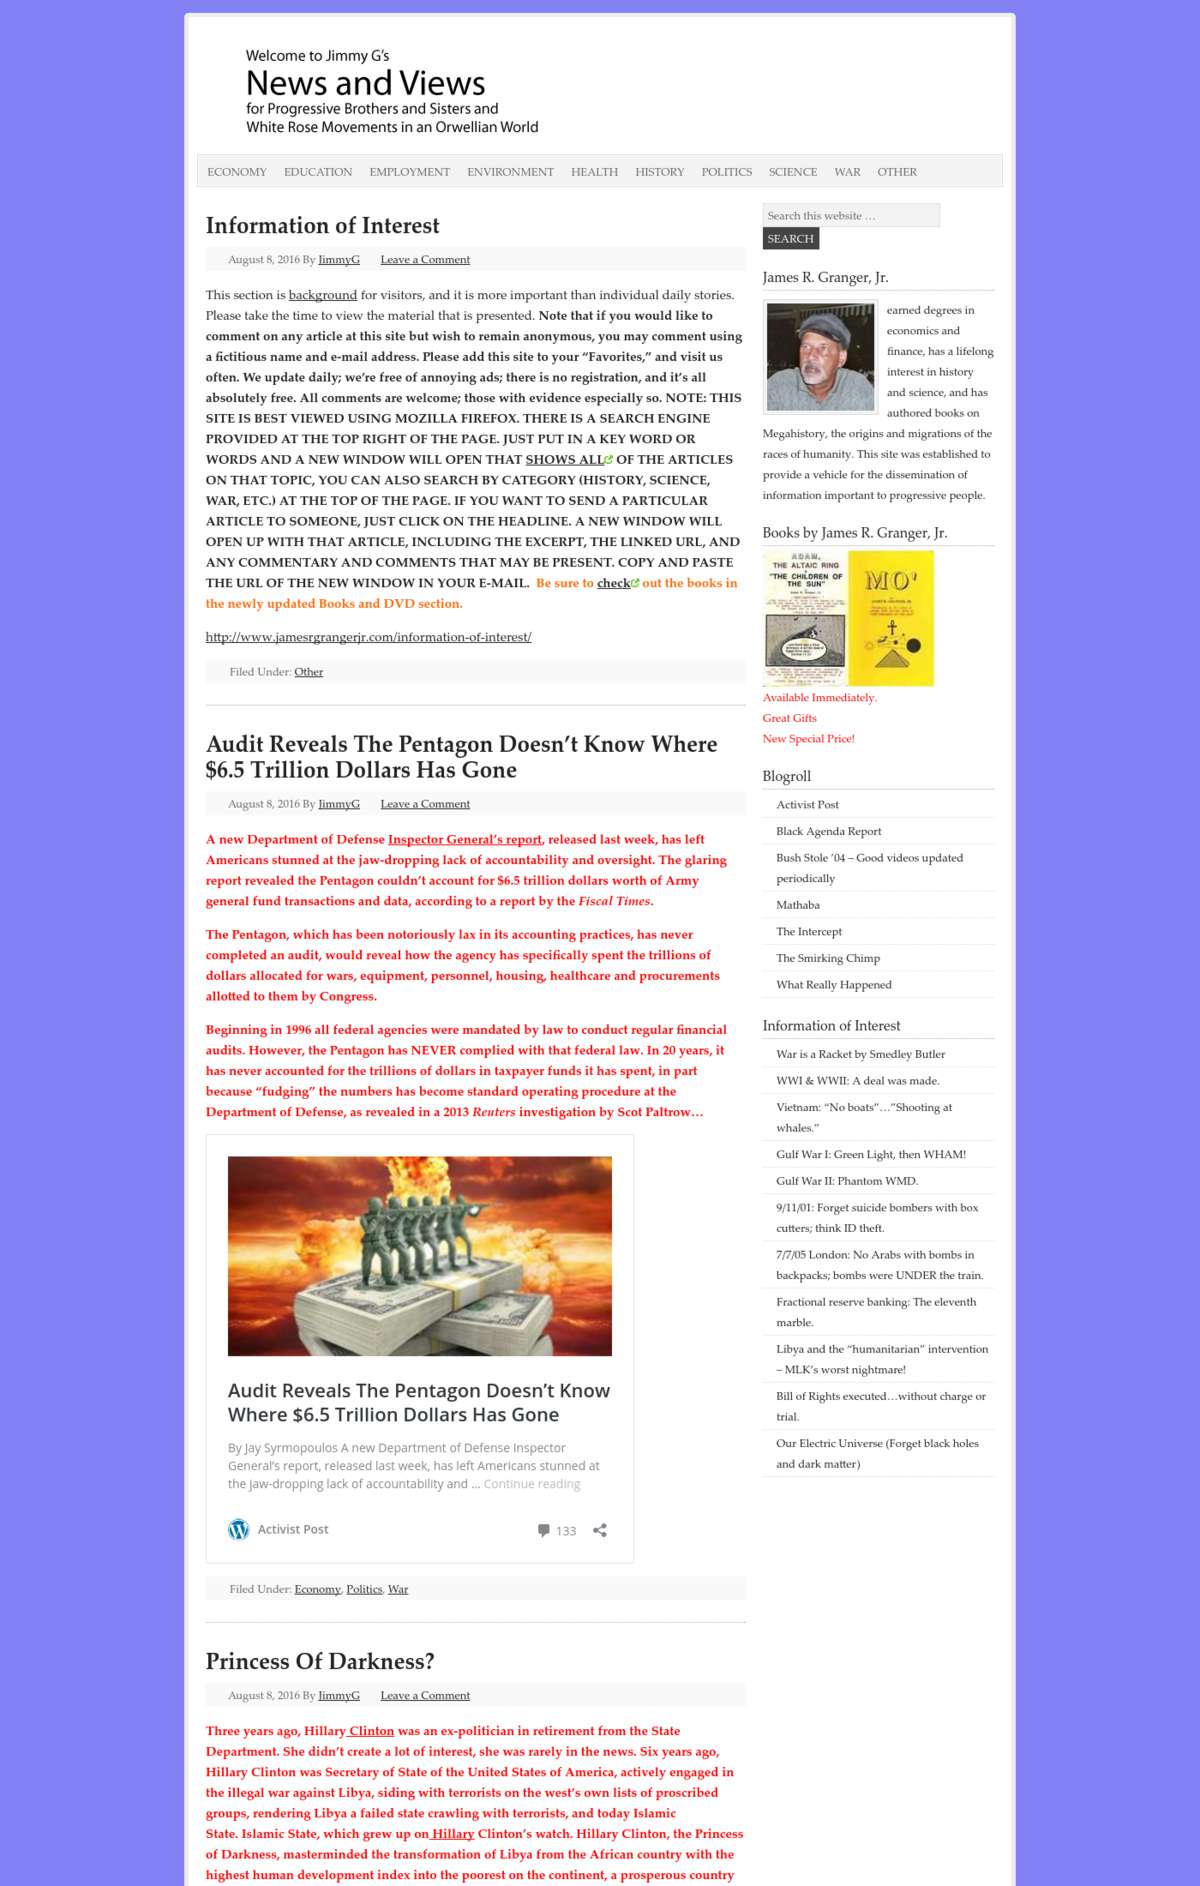 Welcome to Jimmy G's
News and Views
for Progressive Brothers and Sisters and
White Rose Movements in an Orwellian World
ECONOMY EDUCATION EMPLOYMENT ENVIRONMENT HEALTH HISTORY POLITICS SCIENCE WAR OTHER
Information of Interest
August 8, 2016 By JimmyG Leave a Comment
This section is background for visitors, and it is more important than individual daily stories.
Please take the time to view the material that is presented. Note that if you would like to
comment on any article at this site but wish to remain anonymous, you may comment using
a fictitious name and e-mail address. Please add this site to your “Favorites,” and visit us
often. We update daily; we’re free of annoying ads; there is no registration, and it’s all
absolutely free. All comments are welcome; those with evidence especially so. NOTE: THIS
SITE IS BEST VIEWED USING MOZILLA FIREFOX. THERE IS A SEARCH ENGINE
PROVIDED AT THE TOP RIGHT OF THE PAGE. JUST PUT IN A KEY WORD OR
WORDS AND A NEW WINDOW WILL OPEN THAT SHOWS ALL OF THE ARTICLES
ON THAT TOPIC, YOU CAN ALSO SEARCH BY CATEGORY (HISTORY, SCIENCE,
WAR, ETC.) AT THE TOP OF THE PAGE. IF YOU WANT TO SEND A PARTICULAR
ARTICLE TO SOMEONE, JUST CLICK ON THE HEADLINE. A NEW WINDOW WILL
OPEN UP WITH THAT ARTICLE, INCLUDING THE EXCERPT, THE LINKED URL, AND
ANY COMMENTARY AND COMMENTS THAT MAY BE PRESENT. COPY AND PASTE
THE URL OF THE NEW WINDOW IN YOUR E-MAIL. Be sure to check out the books in
the newly updated Books and DVD section.
http://www.jamesrgrangerjr.com/information-of-interest/
Filed Under: Other
Audit Reveals The Pentagon Doesn’t Know Where
$6.5 Trillion Dollars Has Gone
August 8, 2016 By JimmyG Leave a Comment
A new Department of Defense Inspector General’s report, released last week, has left
Americans stunned at the jaw-dropping lack of accountability and oversight. The glaring
report revealed the Pentagon couldn’t account for $6.5 trillion dollars worth of Army
general fund transactions and data, according to a report by the Fiscal Times.
The Pentagon, which has been notoriously lax in its accounting practices, has never
completed an audit, would reveal how the agency has specifically spent the trillions of
dollars allocated for wars, equipment, personnel, housing, healthcare and procurements
allotted to them by Congress.
Beginning in 1996 all federal agencies were mandated by law to conduct regular financial
audits. However, the Pentagon has NEVER complied with that federal law. In 20 years, it
has never accounted for the trillions of dollars in taxpayer funds it has spent, in part
because “fudging” the numbers has become standard operating procedure at the
Department of Defense, as revealed in a 2013 Reuters investigation by Scot Paltrow…
Audit Reveals The Pentagon Doesn’t Know
Where $6.5 Trillion Dollars Has Gone
By Jay Syrmopoulos A new Department of Defense Inspector
General’s report, released last week, has left Americans stunned at
the jaw-dropping lack of accountability and ... Continue reading
Activist Post 133
Filed Under: Economy, Politics, War
Princess Of Darkness?
August 8, 2016 By JimmyG Leave a Comment
Three years ago, Hillary Clinton was an ex-politician in retirement from the State
Department. She didn’t create a lot of interest, she was rarely in the news. Six years ago,
Hillary Clinton was Secretary of State of the United States of America, actively engaged in
the illegal war against Libya, siding with terrorists on the west’s own lists of proscribed
groups, rendering Libya a failed state crawling with terrorists, and today Islamic
State. Islamic State, which grew up on Hillary Clinton’s watch. Hillary Clinton, the Princess
of Darkness, masterminded the transformation of Libya from the African country with the
highest human development index into the poorest on the continent, a prosperous country
Search this website …
SEARCH
James R. Granger, Jr.
earned degrees in
economics and
finance, has a lifelong
interest in history
and science, and has
authored books on
Megahistory, the origins and migrations of the
races of humanity. This site was established to
provide a vehicle for the dissemination of
information important to progressive people.
Books by James R. Granger, Jr.
ADAM,
THE ALTAIC RING
"THE CHILDREN OF
THE SUN"
MO'
Available Immediately.
Great Gifts
New Special Price!
Blogroll
Activist Post
Black Agenda Report
Bush Stole ’04 – Good videos updated
periodically
Mathaba
The Intercept
The Smirking Chimp
What Really Happened
Information of Interest
War is a Racket by Smedley Butler
WWI & WWII: A deal was made.
Vietnam: “No boats”…”Shooting at
whales.”
Gulf War I: Green Light, then WHAM!
Gulf War II: Phantom WMD.
9/11/01: Forget suicide bombers with box
cutters; think ID theft.
7/7/05 London: No Arabs with bombs in
backpacks; bombs were UNDER the train.
Fractional reserve banking: The eleventh
marble.
Libya and the “humanitarian” intervention
– MLK’s worst nightmare!
Bill of Rights executed…without charge or
trial.
Our Electric Universe (Forget black holes
and dark matter)